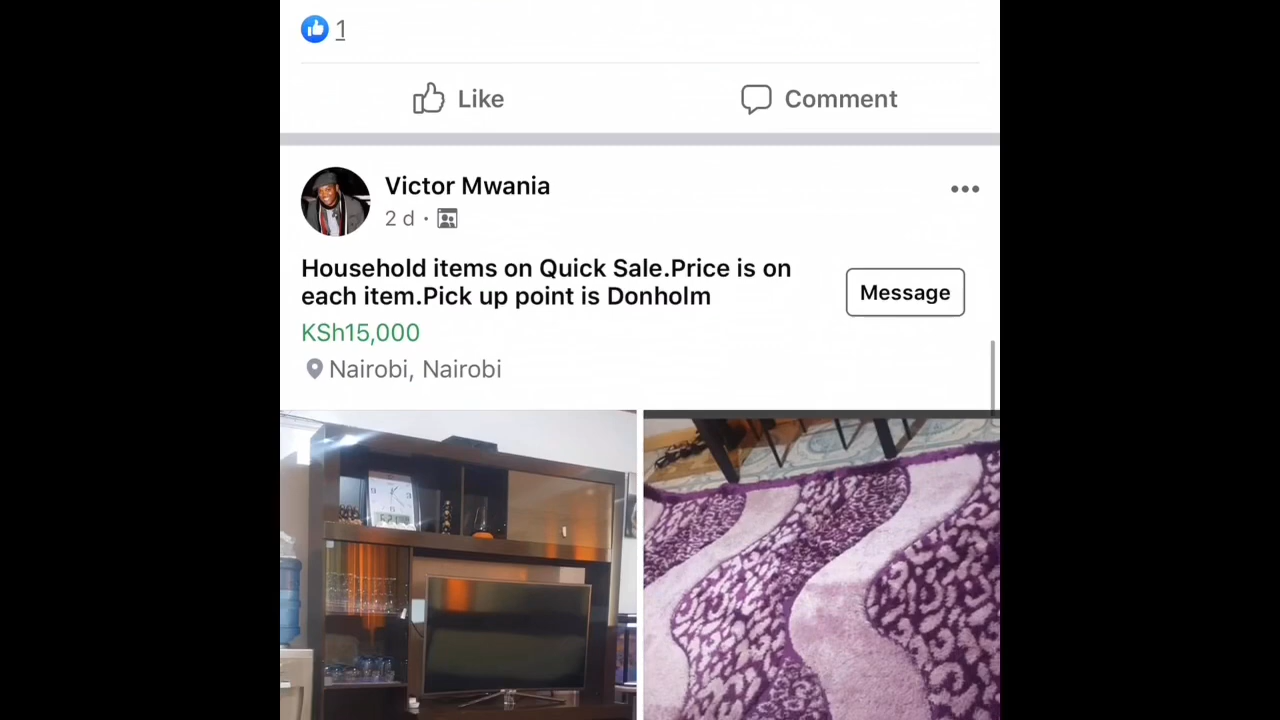 1
Like
Comment
Victor Mwania
2 d ·
Household items on Quick Sale.Price is on
each item.Pick up point is Donholm
Message
KSh15,000
Nairobi, Nairobi